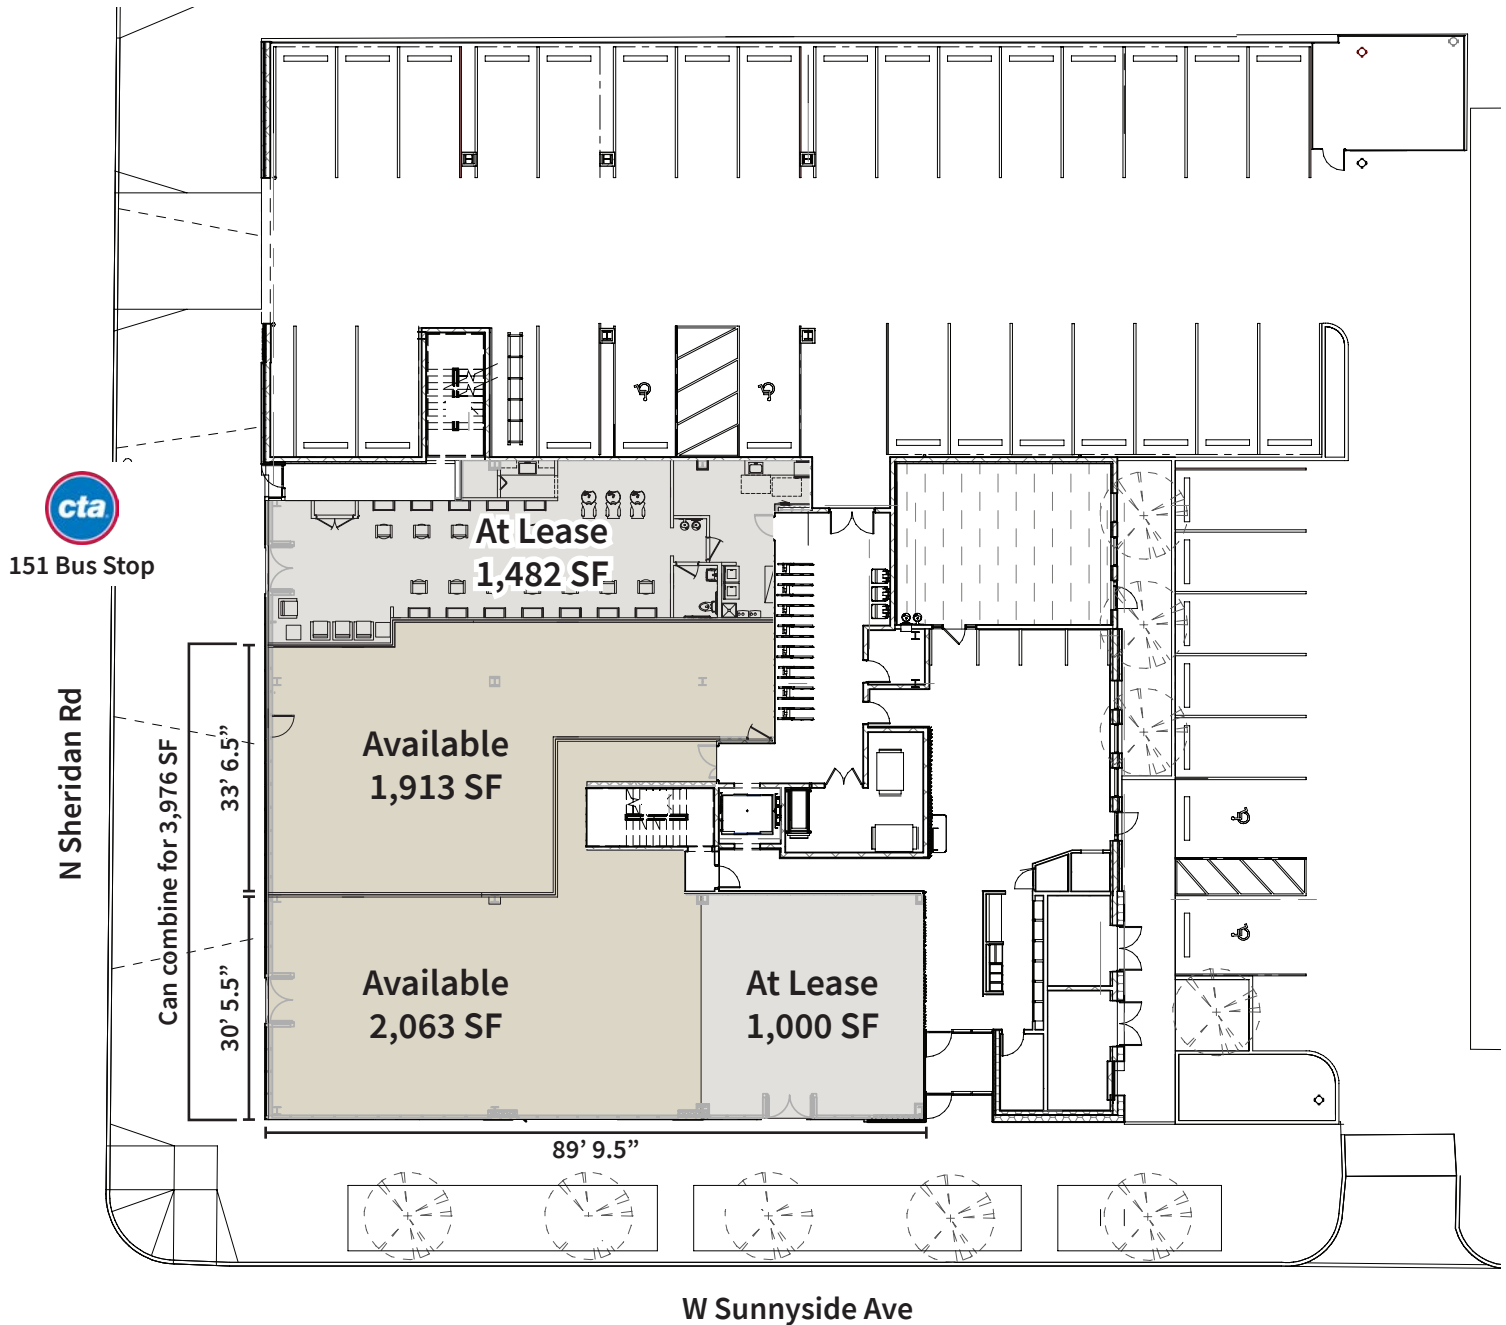 At Lease
1,482 SF
cta
151 Bus Stop
N Sheridan Rd
Can combine for 3,976 SF
33’ 6.5”
Available
1,913 SF
30’ 5.5”
Available
2,063 SF
At Lease
1,000 SF
89’ 9.5”
W Sunnyside Ave